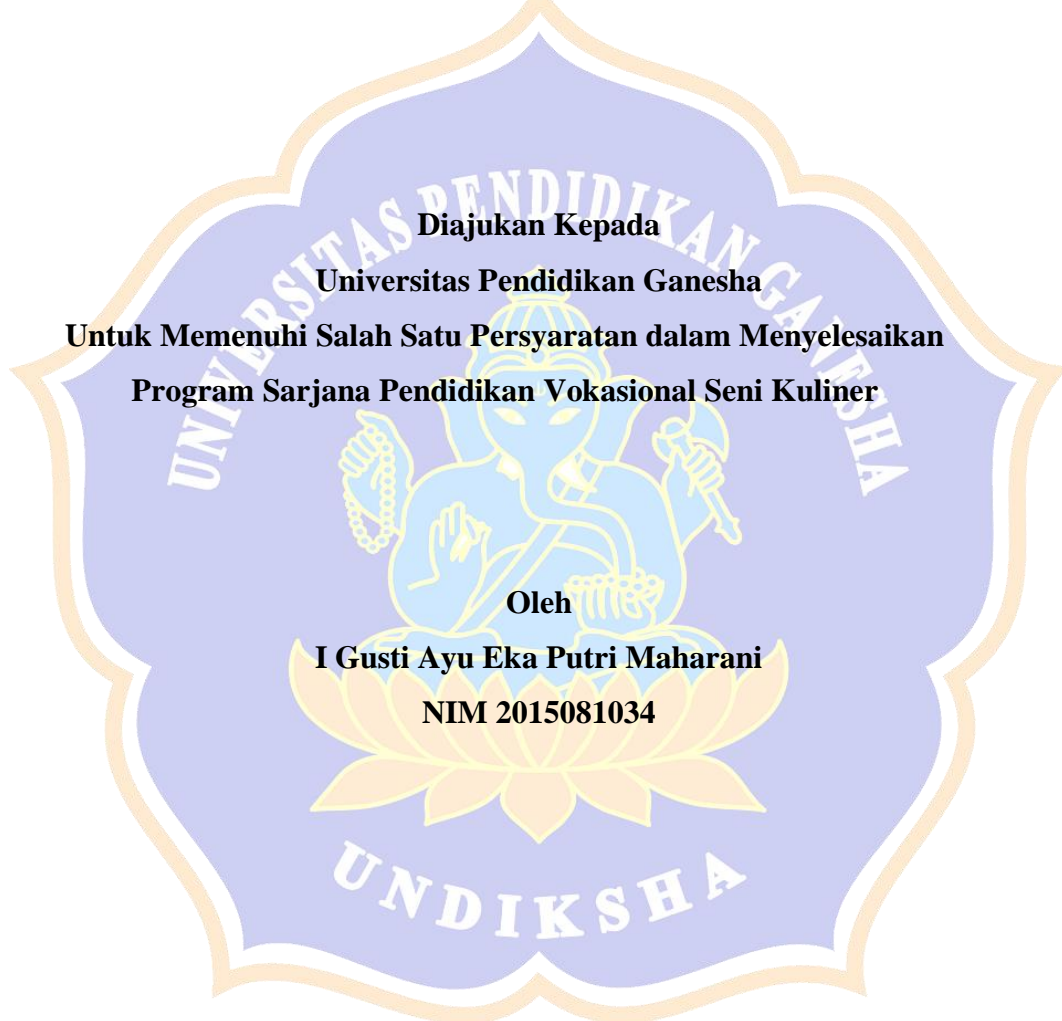 UNIVERSITAS PENDIDIKAN GANESHA
Diajukan Kepada
Universitas Pendidikan Ganesha
Untuk Memenuhi Salah Satu Persyaratan dalam Menyelesaikan
Program Sarjana Pendidikan Vokasional Seni Kuliner
Oleh
I Gusti Ayu Eka Putri Maharani
NIM 2015081034
UNDIKSHA